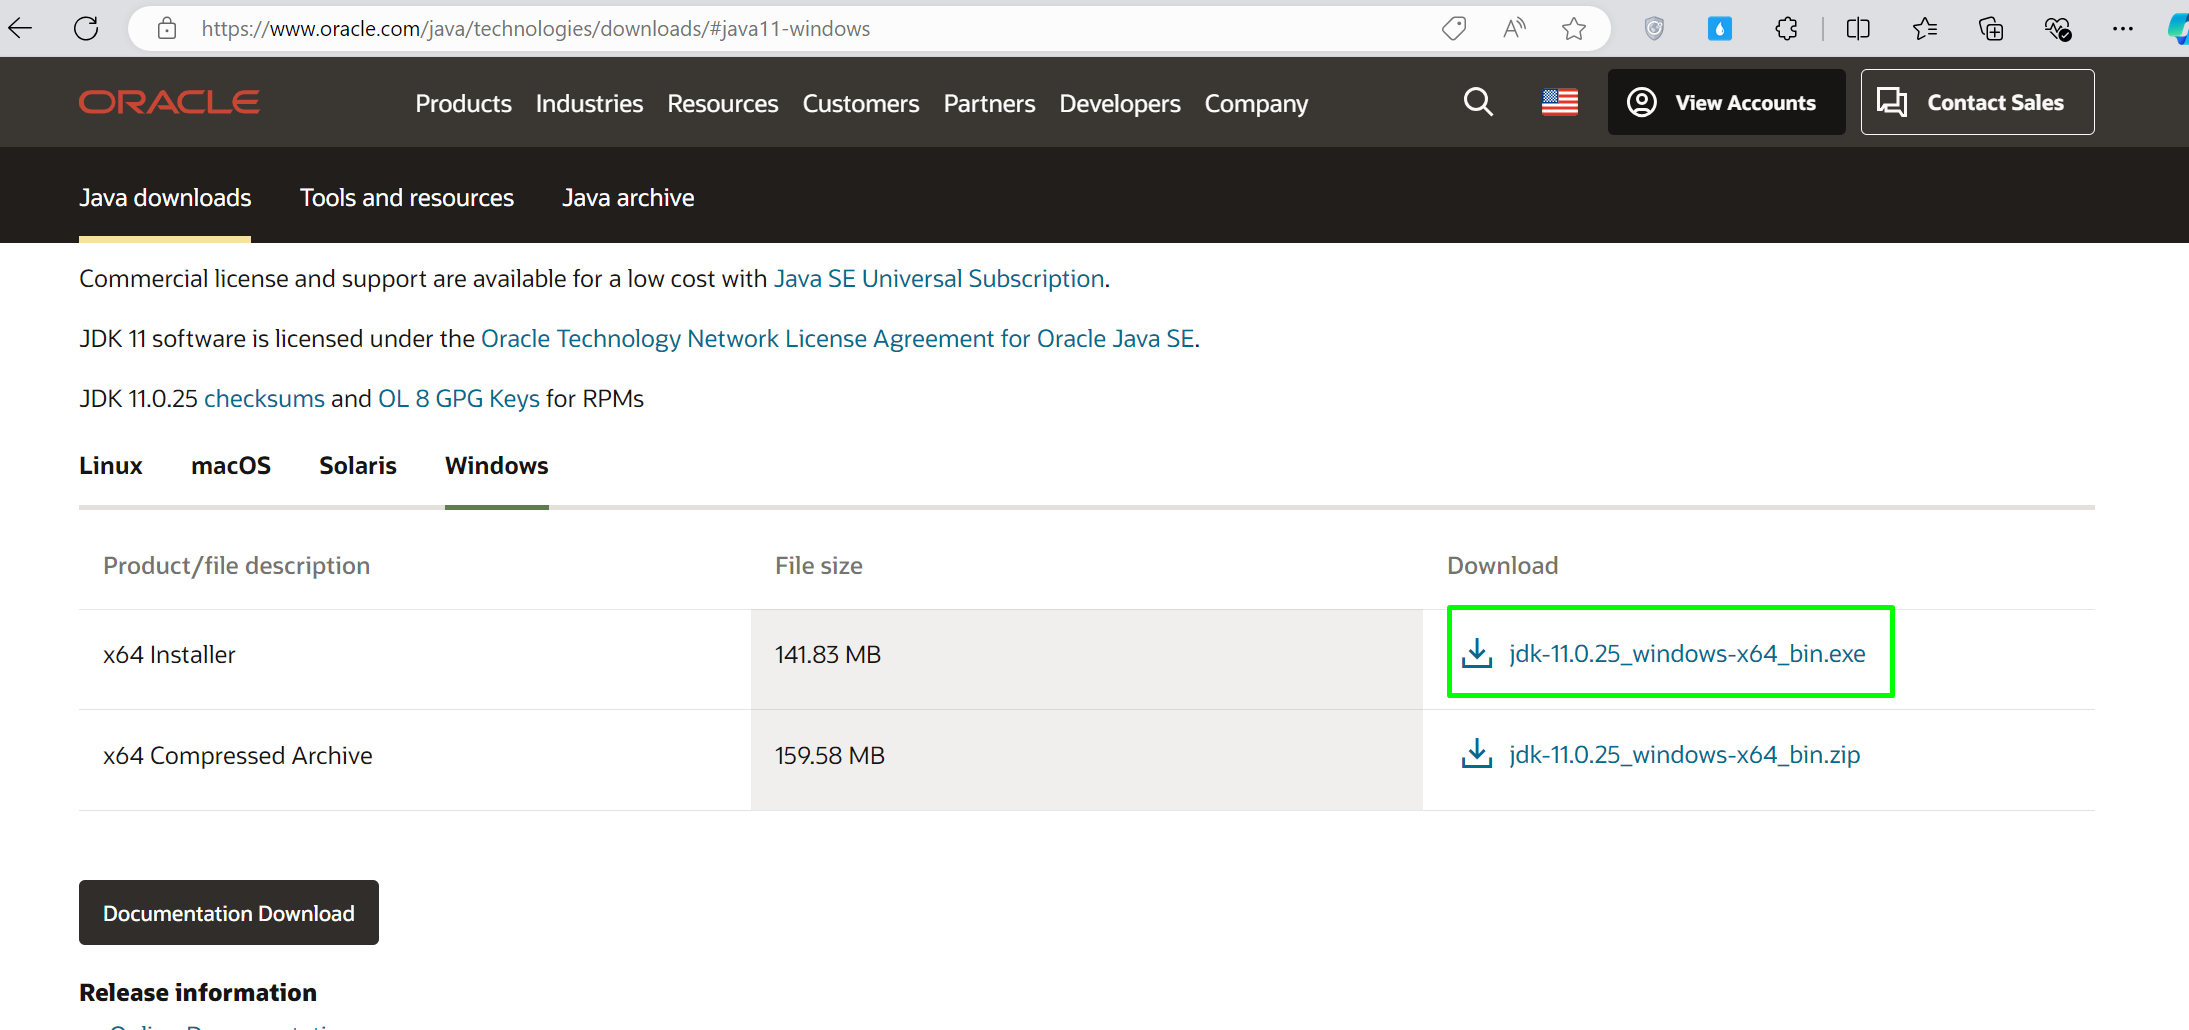 https://www.oracle.com/java/technologies/downloads/#java11-windows
ORACLE Products Industries Resources Customers Partners Developers Company View Accounts Contact Sales
Java downloads Tools and resources Java archive
Commercial license and support are available for a low cost with Java SE Universal Subscription.
JDK 11 software is licensed under the Oracle Technology Network License Agreement for Oracle Java SE.
JDK 11.0.25 checksums and OL 8 GPG Keys for RPMs
Linux macOS Solaris Windows
Product/file description File size Download
x64 Installer 141.83 MB jdk-11.0.25_windows-x64_bin.exe
x64 Compressed Archive 159.58 MB jdk-11.0.25_windows-x64_bin.zip
Documentation Download
Release information